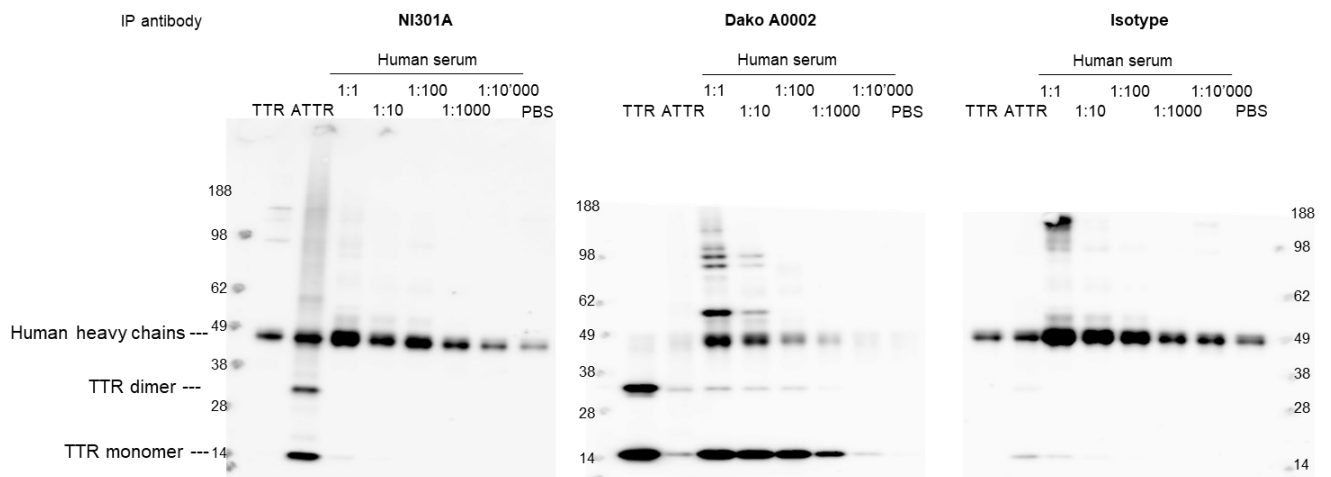 IP antibody NI301A Dako A0002 Isotype
Human serum Human serum Human serum
1:1 1:100 1:10'000 1:1 1:100 1:10'000 1:1 1:100 1:10'000
TTR ATTR 1:10 1:1000 PBS TTR ATTR 1:10 1:1000 PBS TTR ATTR 1:10 1:1000 PBS
188 188 188
98 98 98
62 62 62
Human heavy chains --- 49 49 49
38 38 38
TTR dimer ---
28 28 28
TTR monomer --- 14 14 14